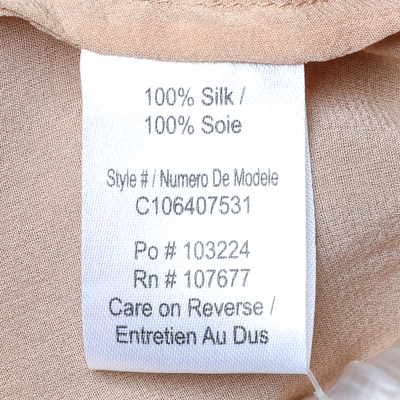 100% Silk /
100% Soie
Style # / Numero De Modele
C106407531
Po # 103224
Rn # 107677
Care on Reverse /
Entretien Au Dus